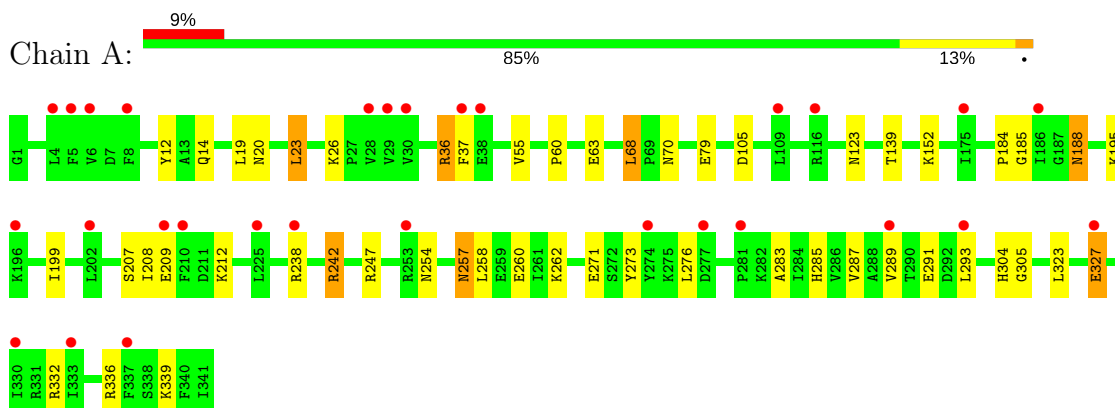 9%
Chain A:
85% 13% •
G1 L4 F5 V6 D7 F8 Y12 A13 Q14 L19 N20 L23 K26 P27 V28 V29 V30 R36 F37 E38 V55 P60 E63 L68 P69 N70 E79 D105 L109 R116 N123 T139 K152 I175 P184 G185 I186 G187 N188 K195
K196 I199 L202 S207 I208 E209 F210 D211 K212 L225 R238 R242 R247 R253 N254 N257 L258 E259 E260 I261 K262 E271 S272 Y273 Y274 K275 L276 D277 P281 K282 A283 I284 H285 V286 V287 A288 V289 T290 E291 D292 L293 H304 G305 L323 E327
I330 R331 R332 I333 R336 F337 S338 K339 F340 I341